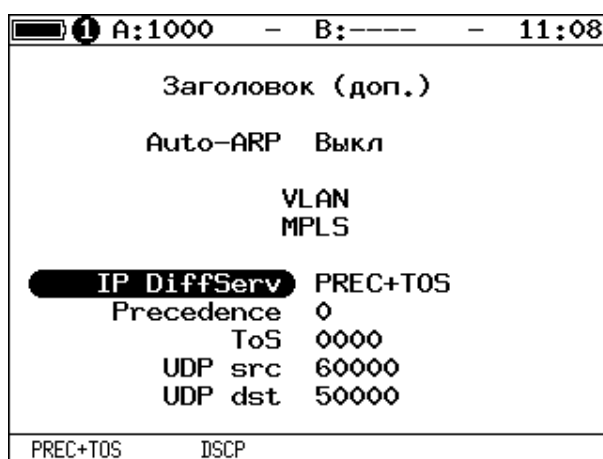 1 A:1000 – B:---- – 11:08
Заголовок (доп.)
Auto-ARP Выкл
VLAN
MPLS
IP DiffServ PREC+TOS
Precedence 0
ToS 0000
UDP src 60000
UDP dst 50000
PREC+TOS DSCP